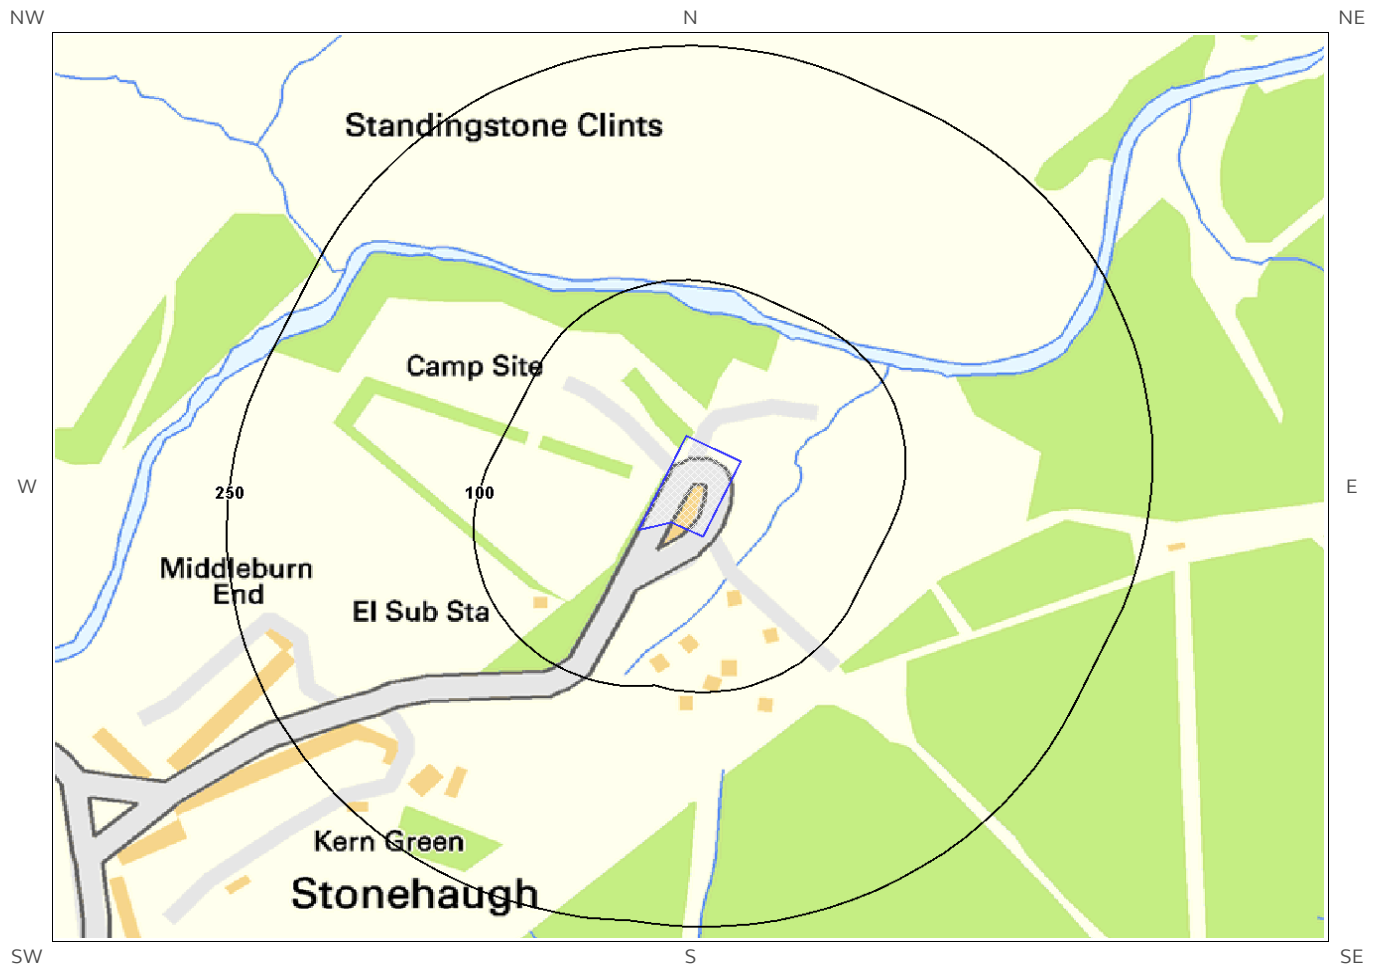 NW
N
NE
Standingstone Clints
Camp Site
W
250
100
E
Middleburn
End
El Sub Sta
Kern Green
Stonehaugh
SW
S
SE